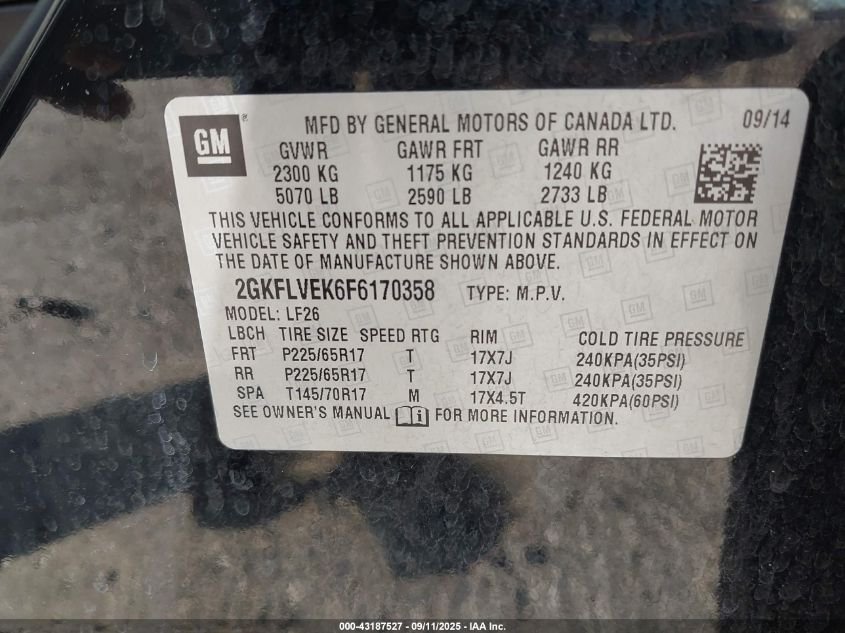 GM ® MFD BY GENERAL MOTORS OF CANADA LTD. 09/14
GVWR GAWR FRT GAWR RR
2300 KG 1175 KG 1240 KG
5070 LB 2590 LB 2733 LB
THIS VEHICLE CONFORMS TO ALL APPLICABLE U.S. FEDERAL MOTOR
VEHICLE SAFETY AND THEFT PREVENTION STANDARDS IN EFFECT ON
THE DATE OF MANUFACTURE SHOWN ABOVE.
2GKFLVEK6F6170358 TYPE: M.P.V.
MODEL: LF26
LBCH TIRE SIZE SPEED RTG RIM COLD TIRE PRESSURE
FRT P225/65R17 T 17X7J 240KPA(35PSI)
RR P225/65R17 T 17X7J 240KPA(35PSI)
SPA T145/70R17 M 17X4.5T 420KPA(60PSI)
SEE OWNER'S MANUAL FOR MORE INFORMATION.
000-43187527 - 09/11/2025 - IAA Inc.